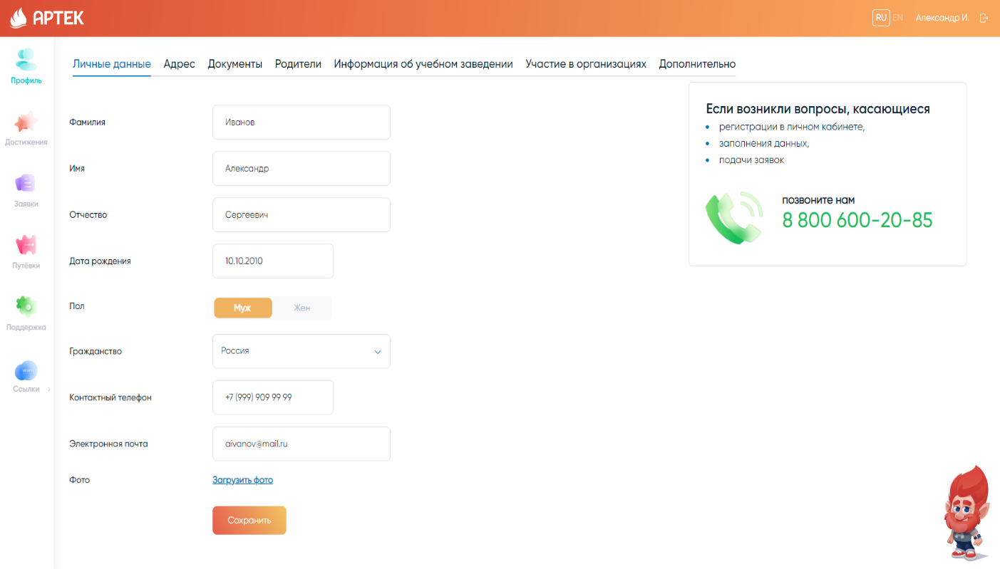 АРТЕК
RU EN Александр И.
Профиль
Достижения
Заявки
Путёвки
Поддержка
Ссылки
Личные данные Адрес Документы Родители Информация об учебном заведении Участие в организациях Дополнительно
Фамилия Иванов
Имя Александр
Отчество Сергеевич
Дата рождения 10.10.2010
Пол Муж Жен
Гражданство Россия
Контактный телефон +7 (999) 909 99 99
Электронная почта aivanov@mail.ru
Фото Загрузить фото
Сохранить
Если возникли вопросы, касающиеся
регистрации в личном кабинете,
заполнения данных,
подачи заявок
позвоните нам
8 800 600-20-85